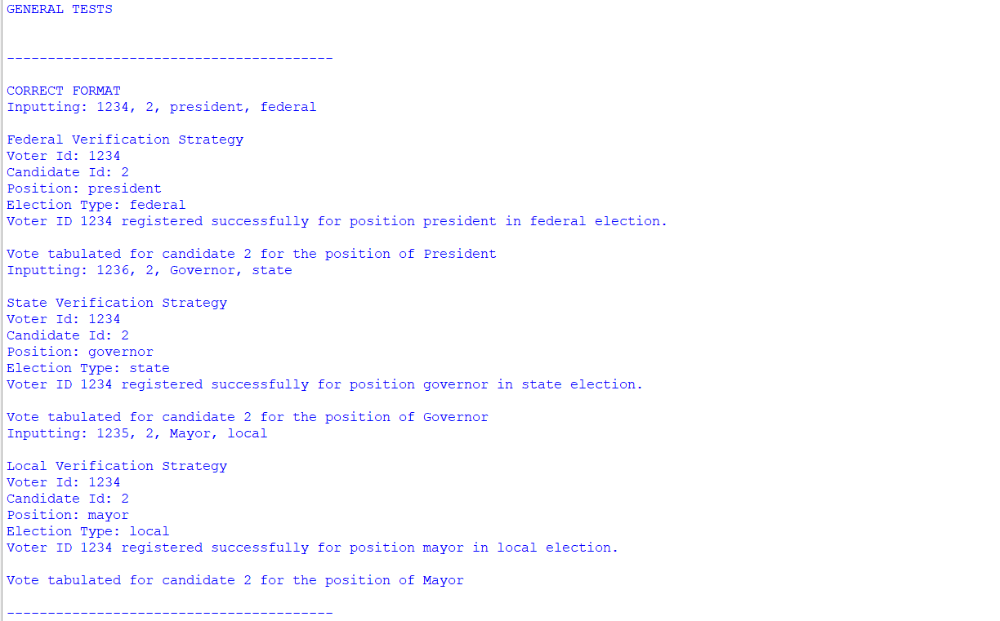 GENERAL TESTS
----------------------------------------
CORRECT FORMAT
Inputting: 1234, 2, president, federal
Federal Verification Strategy
Voter Id: 1234
Candidate Id: 2
Position: president
Election Type: federal
Voter ID 1234 registered successfully for position president in federal election.
Vote tabulated for candidate 2 for the position of President
Inputting: 1236, 2, Governor, state
State Verification Strategy
Voter Id: 1234
Candidate Id: 2
Position: governor
Election Type: state
Voter ID 1234 registered successfully for position governor in state election.
Vote tabulated for candidate 2 for the position of Governor
Inputting: 1235, 2, Mayor, local
Local Verification Strategy
Voter Id: 1234
Candidate Id: 2
Position: mayor
Election Type: local
Voter ID 1234 registered successfully for position mayor in local election.
Vote tabulated for candidate 2 for the position of Mayor
----------------------------------------